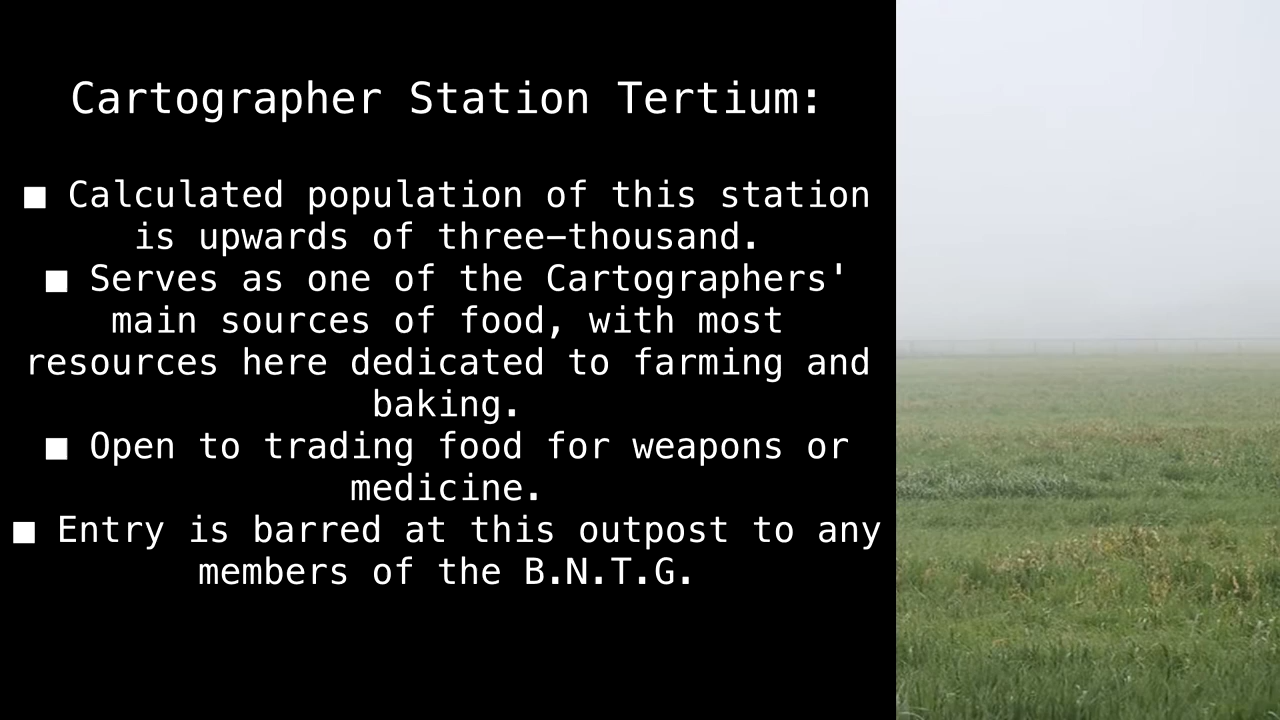 Cartographer Station Tertium:
■ Calculated population of this station
is upwards of three-thousand.
■ Serves as one of the Cartographers'
main sources of food, with most
resources here dedicated to farming and
baking.
■ Open to trading food for weapons or
medicine.
■ Entry is barred at this outpost to any
members of the B.N.T.G.